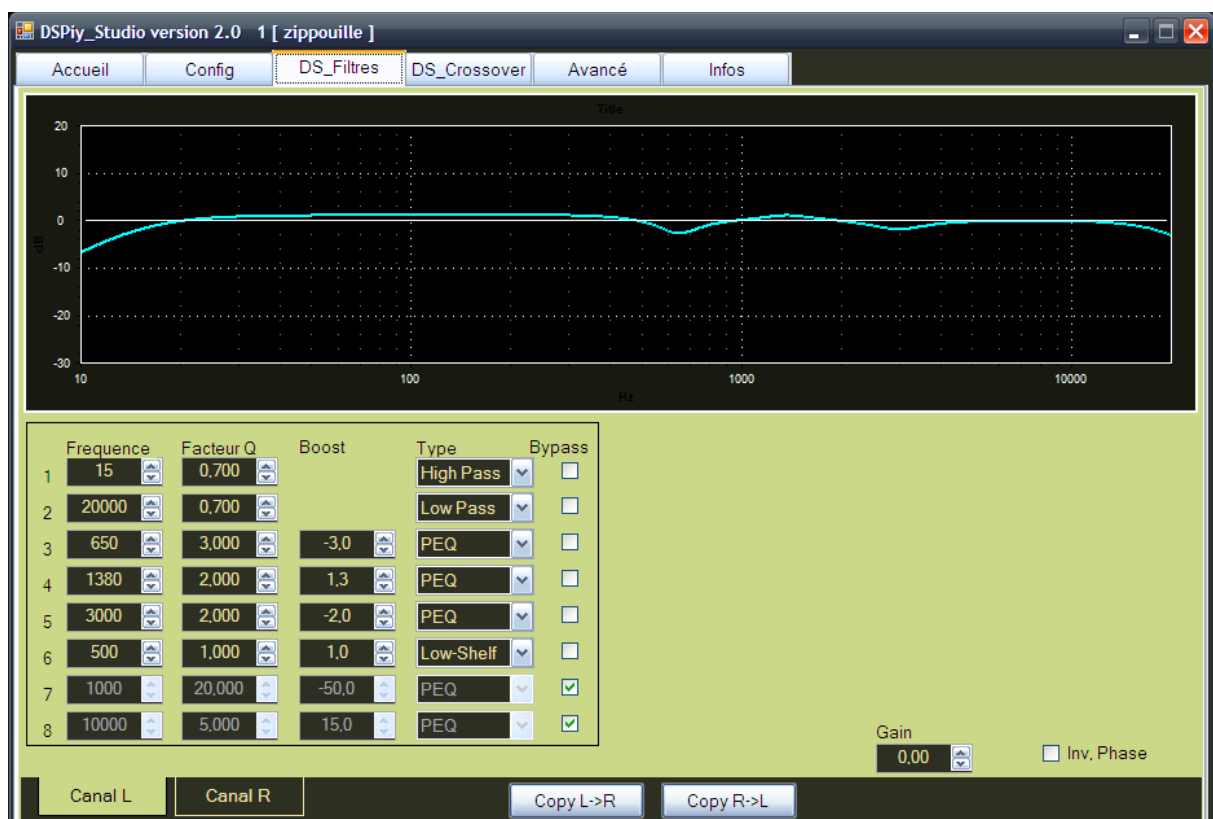 DSPiy_Studio version 2.0 1 [ zippouille ]
Accueil Config DS_Filtres DS_Crossover Avancé Infos
Title
20
10
0
dB
-10
-20
-30
10 100 1000 10000
Hz
Frequence Facteur Q Boost Type Bypass
1 15 0,700 High Pass
2 20000 0,700 Low Pass
3 650 3,000 -3,0 PEQ
4 1380 2,000 1,3 PEQ
5 3000 2,000 -2,0 PEQ
6 500 1,000 1,0 Low-Shelf
7 1000 20,000 -50,0 PEQ
8 10000 5,000 15,0 PEQ
Gain
0,00 Inv, Phase
Canal L Canal R Copy L->R Copy R->L